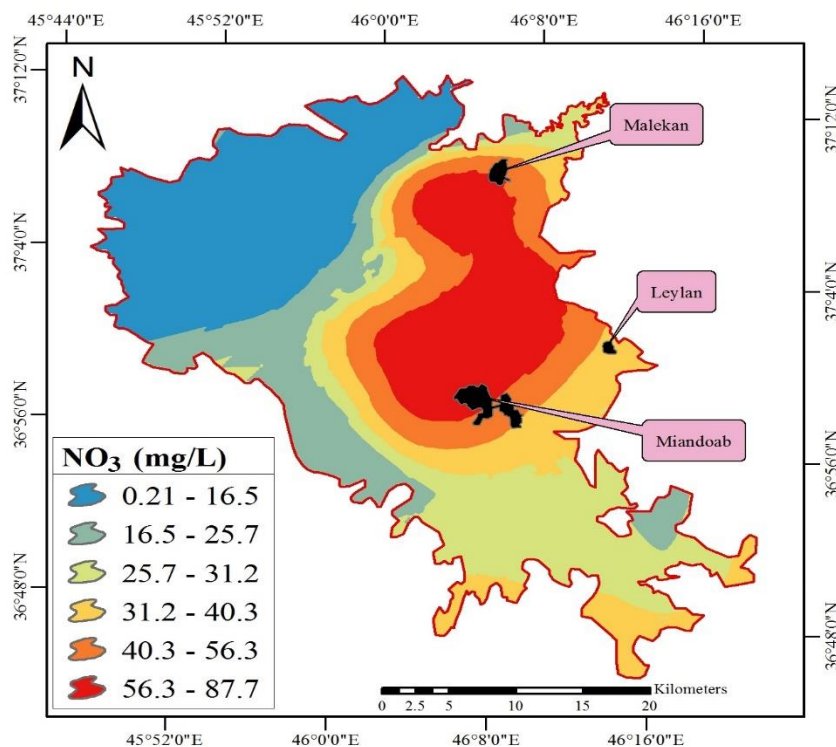 45°44'0"E 45°52'0"E 46°0'0"E 46°8'0"E 46°16'0"E
37°12'0"N
37°4'0"N
36°56'0"N
36°48'0"N
N
Malekan
Leylan
Miandoab
37°12'0"N
37°4'0"N
36°56'0"N
36°48'0"N
NO₃ (mg/L)
0.21 - 16.5
16.5 - 25.7
25.7 - 31.2
31.2 - 40.3
40.3 - 56.3
56.3 - 87.7
Kilometers
0 2.5 5 10 15 20
45°52'0"E 46°0'0"E 46°8'0"E 46°16'0"E